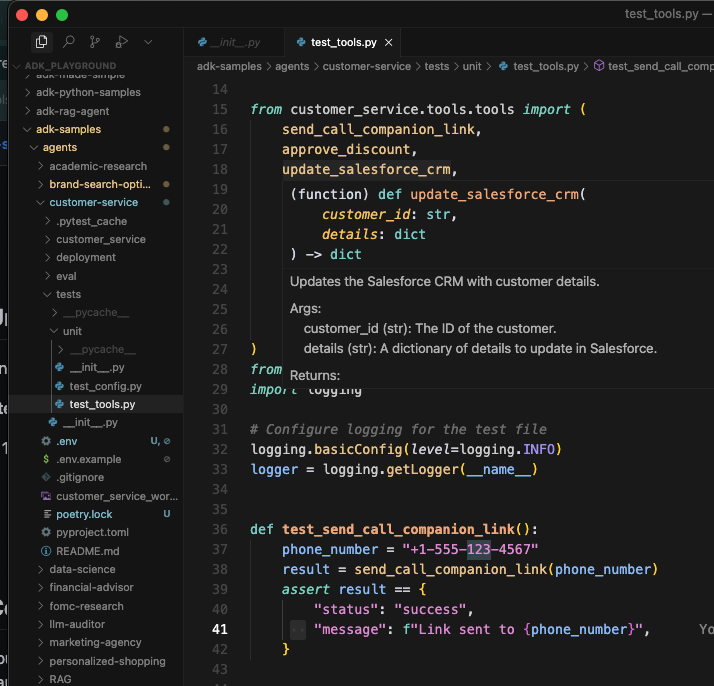 test_tools.py —
__init__.py
test_tools.py
ADK_PLAYGROUND
adk-made-simple
adk-python-samples
adk-rag-agent
adk-samples
agents
academic-research
brand-search-opti...
customer-service
.pytest_cache
customer_service
deployment
eval
tests
__pycache__
unit
__pycache__
__init__.py
test_config.py
test_tools.py
__init__.py
.env U,
.env.example
.gitignore
customer_service_wor...
poetry.lock U
pyproject.toml
README.md
data-science
financial-advisor
fomc-research
llm-auditor
marketing-agency
personalized-shopping
RAG
adk-samples > agents > customer-service > tests > unit > test_tools.py > test_send_call_comp
14
15 from customer_service.tools.tools import (
16 send_call_companion_link,
17 approve_discount,
18 update_salesforce_crm,
19 (function) def update_salesforce_crm(
20 customer_id: str,
21 details: dict
22 ) -> dict
23 Updates the Salesforce CRM with customer details.
24
25 Args:
26 customer_id (str): The ID of the customer.
27 ) details (str): A dictionary of details to update in Salesforce.
28 from Returns:
29 import logging
30
31 # Configure logging for the test file
32 logging.basicConfig(level=logging.INFO)
33 logger = logging.getLogger(__name__)
34
35
36 def test_send_call_companion_link():
37 phone_number = "+1-555-123-4567"
38 result = send_call_companion_link(phone_number)
39 assert result == {
40 "status": "success",
41 "message": f"Link sent to {phone_number}", Yo
42 }
43